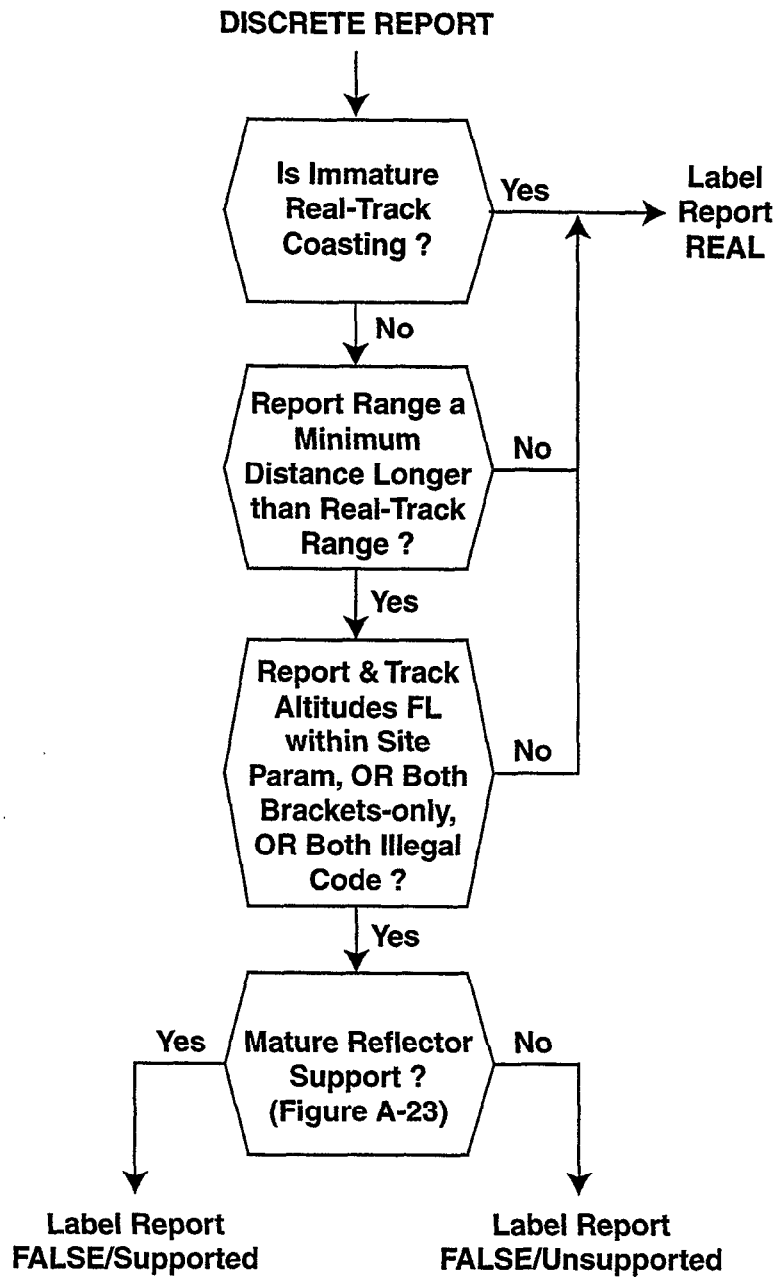 DISCRETE REPORT
Is Immature
Real-Track
Coasting ?
Yes
Label
Report
REAL
No
Report Range a
Minimum
Distance Longer
than Real-Track
Range ?
No
Yes
Report & Track
Altitudes FL
within Site
Param, OR Both
Brackets-only,
OR Both Illegal
Code ?
No
Yes
Mature Reflector
Support ?
(Figure A-23)
Yes
No
Label Report
FALSE/Supported
Label Report
FALSE/Unsupported